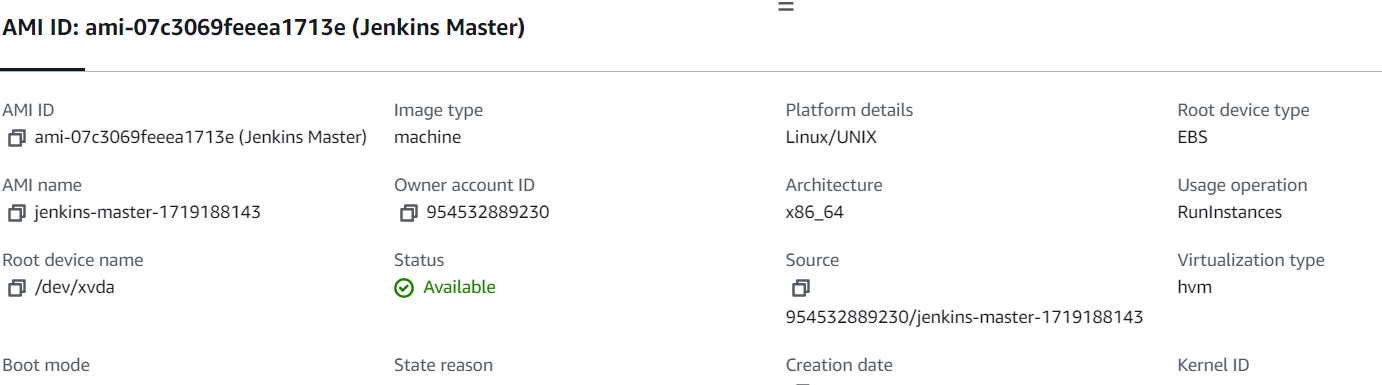 AMI ID: ami-07c3069feeea1713e (Jenkins Master)
AMI ID Image type Platform details Root device type
ami-07c3069feeea1713e (Jenkins Master) machine Linux/UNIX EBS
AMI name Owner account ID Architecture Usage operation
jenkins-master-1719188143 954532889230 x86_64 RunInstances
Root device name Status Source Virtualization type
/dev/xvda Available hvm
954532889230/jenkins-master-1719188143
Boot mode State reason Creation date Kernel ID